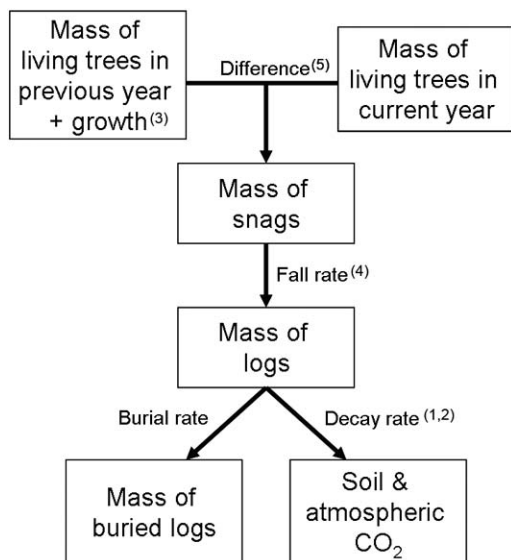 Mass of
living trees in
previous year
+ growth(3)
Difference(5)
Mass of
living trees in
current year
Mass of
snags
Fall rate(4)
Mass of
logs
Burial rate
Decay rate (1,2)
Mass of
buried logs
Soil &
atmospheric
CO2